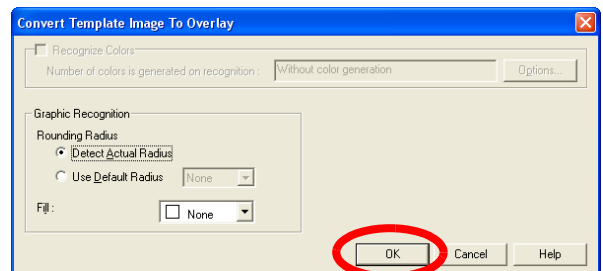 Convert Template Image To Overlay
Recognize Colors
Number of colors is generated on recognition : Without color generation Options...
Graphic Recognition
Rounding Radius
Detect Actual Radius
Use Default Radius None
Fill : None
OK Cancel Help